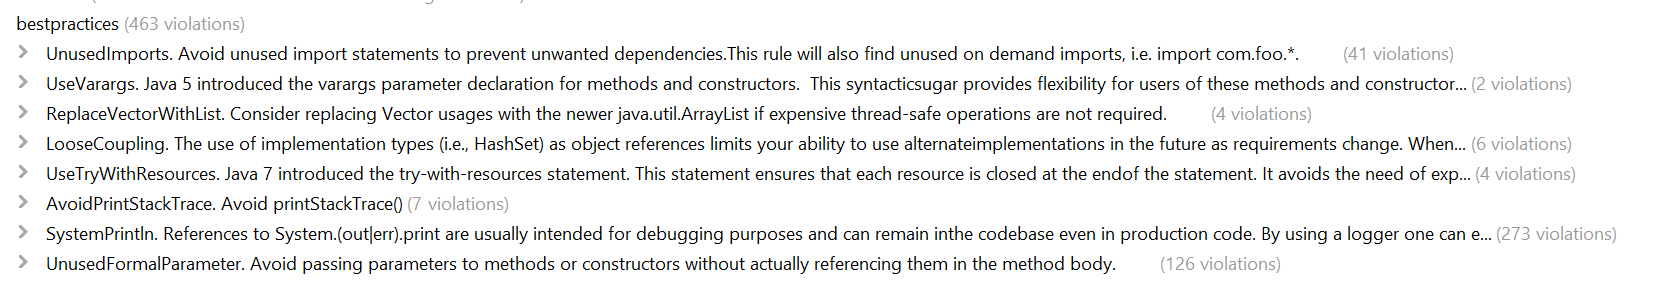 bestpractices (463 violations)
UnusedImports. Avoid unused import statements to prevent unwanted dependencies.This rule will also find unused on demand imports, i.e. import com.foo.*. (41 violations)
UseVarargs. Java 5 introduced the varargs parameter declaration for methods and constructors. This syntacticsugar provides flexibility for users of these methods and constructor... (2 violations)
ReplaceVectorWithList. Consider replacing Vector usages with the newer java.util.ArrayList if expensive thread-safe operations are not required. (4 violations)
LooseCoupling. The use of implementation types (i.e., HashSet) as object references limits your ability to use alternateimplementations in the future as requirements change. When... (6 violations)
UseTryWithResources. Java 7 introduced the try-with-resources statement. This statement ensures that each resource is closed at the endof the statement. It avoids the need of exp... (4 violations)
AvoidPrintStackTrace. Avoid printStackTrace() (7 violations)
SystemPrintln. References to System.(out|err).print are usually intended for debugging purposes and can remain inthe codebase even in production code. By using a logger one can e... (273 violations)
UnusedFormalParameter. Avoid passing parameters to methods or constructors without actually referencing them in the method body. (126 violations)